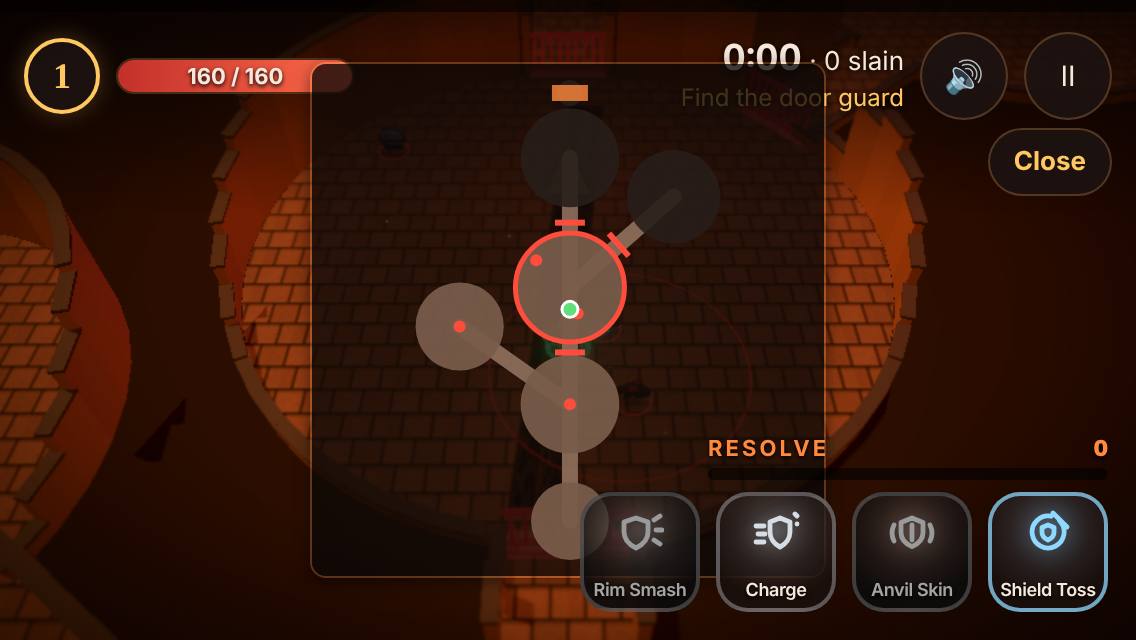 1
160 / 160
0:00 · 0 slain
Find the door guard
Close
RESOLVE 0
Rim Smash
Charge
Anvil Skin
Shield Toss